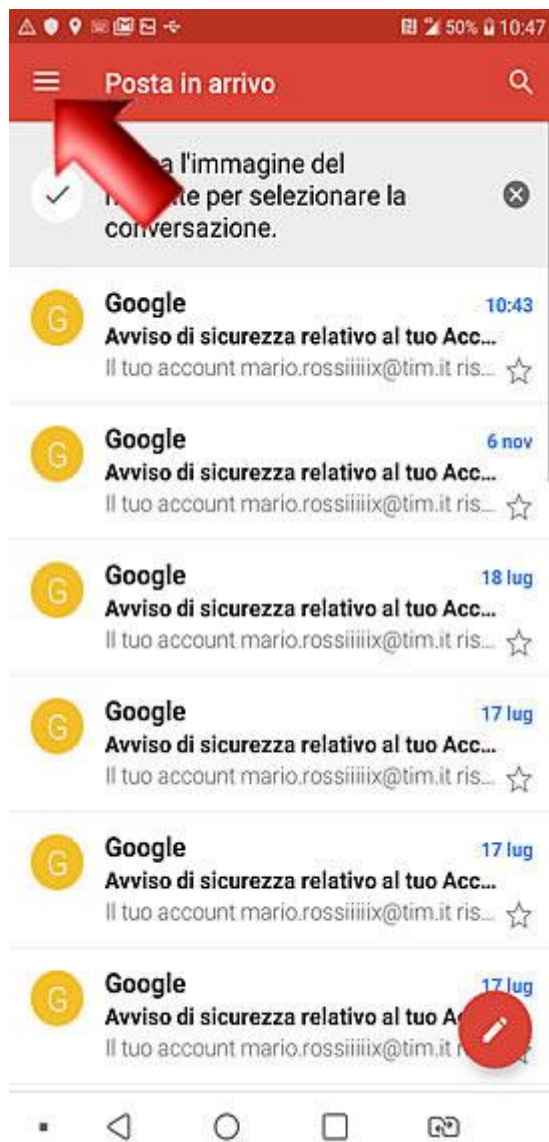 50% 10:47
Posta in arrivo
l'immagine del
per selezionare la
conversazione.
G Google 10:43
Avviso di sicurezza relativo al tuo Acc...
Il tuo account mario.rossiiiiix@tim.it ris...
G Google 6 nov
Avviso di sicurezza relativo al tuo Acc...
Il tuo account mario.rossiiiiix@tim.it ris...
G Google 18 lug
Avviso di sicurezza relativo al tuo Acc...
Il tuo account mario.rossiiiiix@tim.it ris...
G Google 17 lug
Avviso di sicurezza relativo al tuo Acc...
Il tuo account mario.rossiiiiix@tim.it ris...
G Google 17 lug
Avviso di sicurezza relativo al tuo Acc...
Il tuo account mario.rossiiiiix@tim.it ris...
G Google 17 lug
Avviso di sicurezza relativo al tuo
Il tuo account mario.rossiiiiix@tim.it